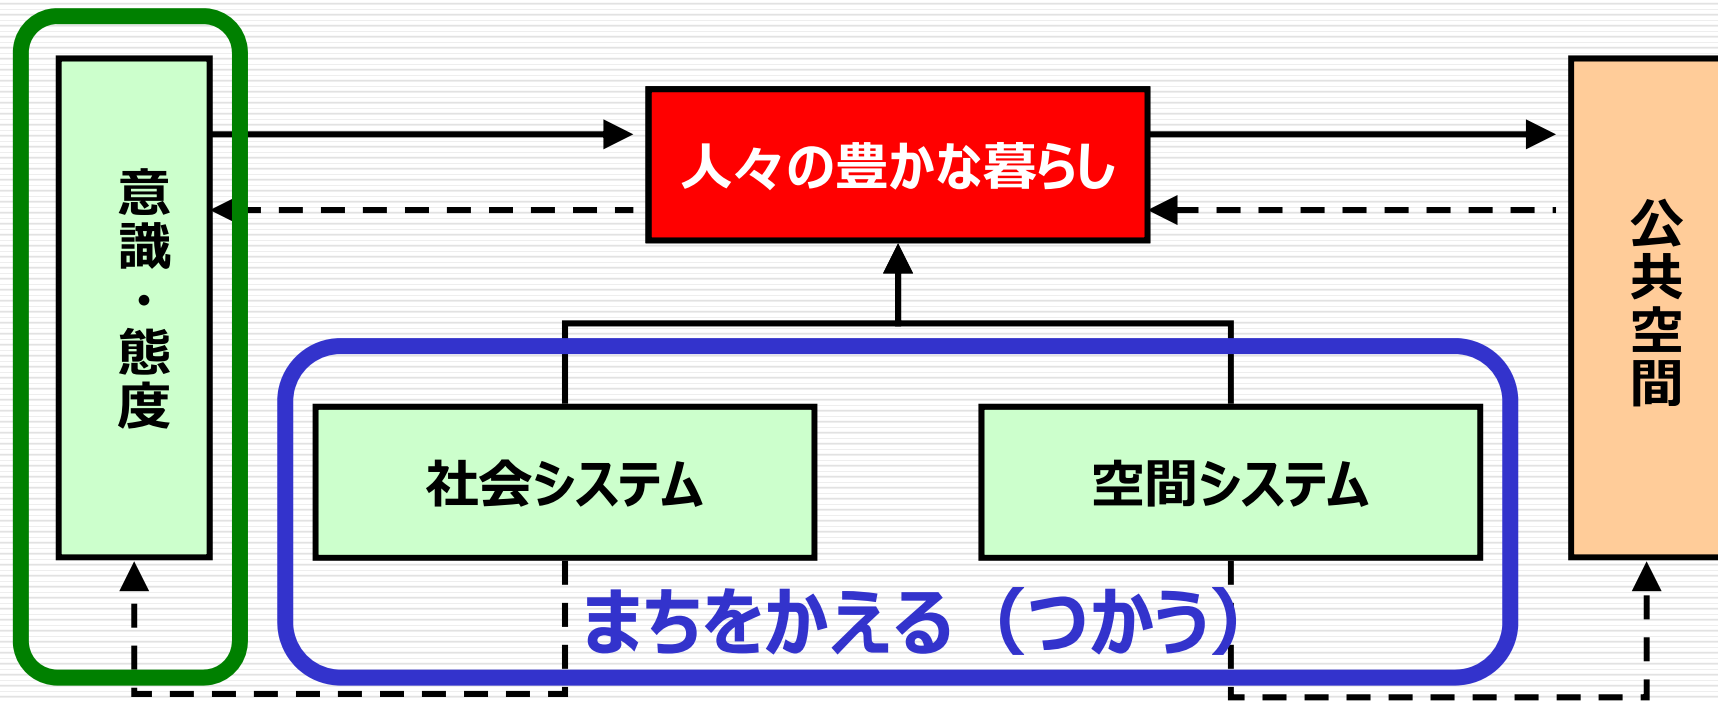 意識・態度
人々の豊かな暮らし
公共空間
社会システム
空間システム
まちをかえる（つかう）